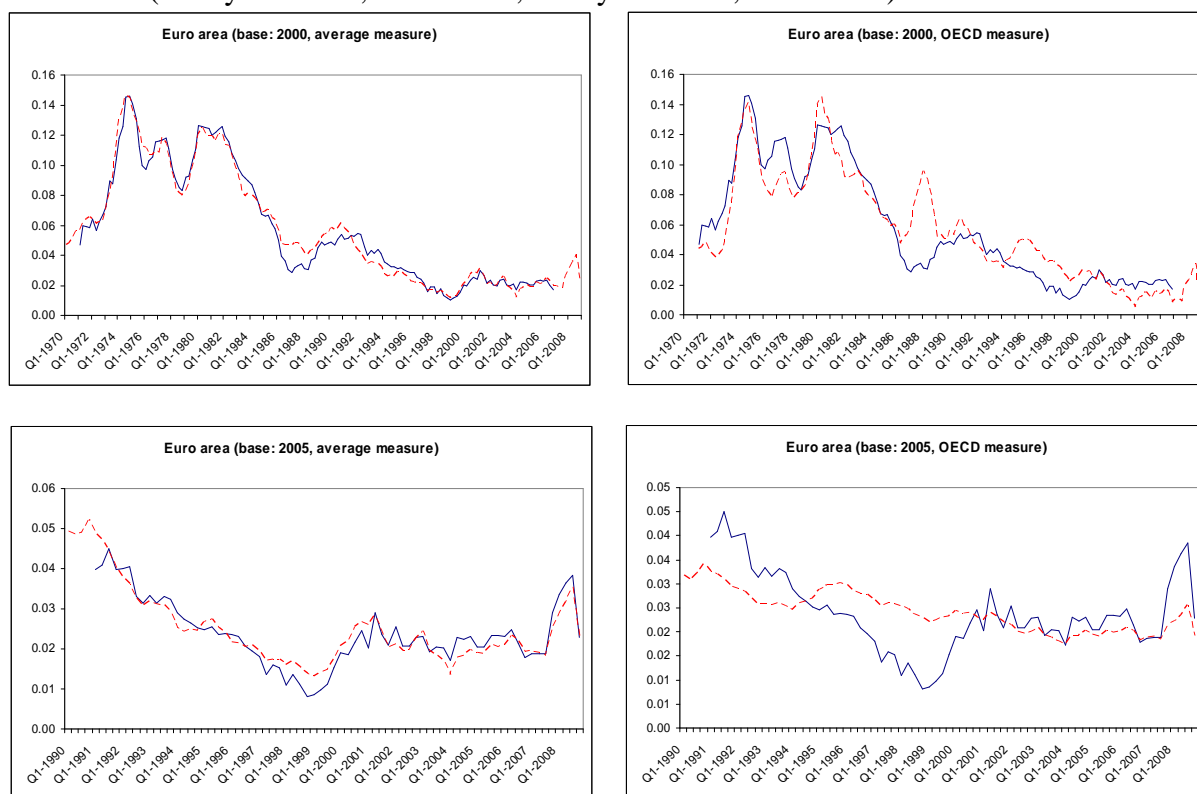 Euro area (base: 2000, average measure)
0.16
0.14
0.12
0.10
0.08
0.06
0.04
0.02
0.00
Q1-1970
Q1-1972
Q1-1974
Q1-1976
Q1-1978
Q1-1980
Q1-1982
Q1-1984
Q1-1986
Q1-1988
Q1-1990
Q1-1992
Q1-1994
Q1-1996
Q1-1998
Q1-2000
Q1-2002
Q1-2004
Q1-2006
Q1-2008
Euro area (base: 2000, OECD measure)
0.16
0.14
0.12
0.10
0.08
0.06
0.04
0.02
0.00
Q1-1970
Q1-1972
Q1-1974
Q1-1976
Q1-1978
Q1-1980
Q1-1982
Q1-1984
Q1-1986
Q1-1988
Q1-1990
Q1-1992
Q1-1994
Q1-1996
Q1-1998
Q1-2000
Q1-2002
Q1-2004
Q1-2006
Q1-2008
Euro area (base: 2005, average measure)
0.06
0.05
0.04
0.03
0.02
0.01
0.00
Q1-1990
Q1-1991
Q1-1992
Q1-1993
Q1-1994
Q1-1995
Q1-1996
Q1-1997
Q1-1998
Q1-1999
Q1-2000
Q1-2001
Q1-2002
Q1-2003
Q1-2004
Q1-2005
Q1-2006
Q1-2007
Q1-2008
Euro area (base: 2005, OECD measure)
0.05
0.04
0.04
0.03
0.03
0.02
0.02
0.01
0.01
0.00
Q1-1990
Q1-1991
Q1-1992
Q1-1993
Q1-1994
Q1-1995
Q1-1996
Q1-1997
Q1-1998
Q1-1999
Q1-2000
Q1-2001
Q1-2002
Q1-2003
Q1-2004
Q1-2005
Q1-2006
Q1-2007
Q1-2008